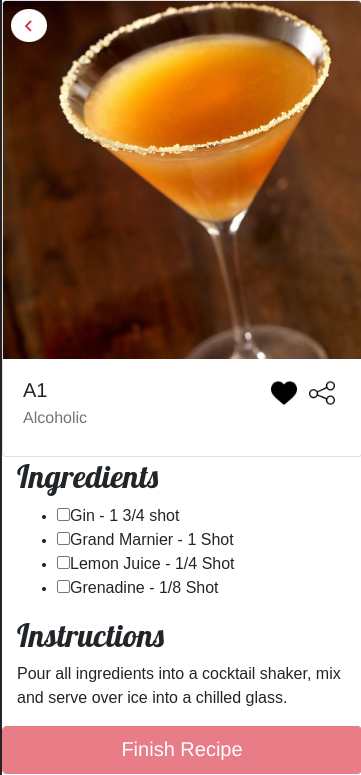 A1
Alcoholic
Ingredients
Gin - 1 3/4 shot
Grand Marnier - 1 Shot
Lemon Juice - 1/4 Shot
Grenadine - 1/8 Shot
Instructions
Pour all ingredients into a cocktail shaker, mix
and serve over ice into a chilled glass.
Finish Recipe